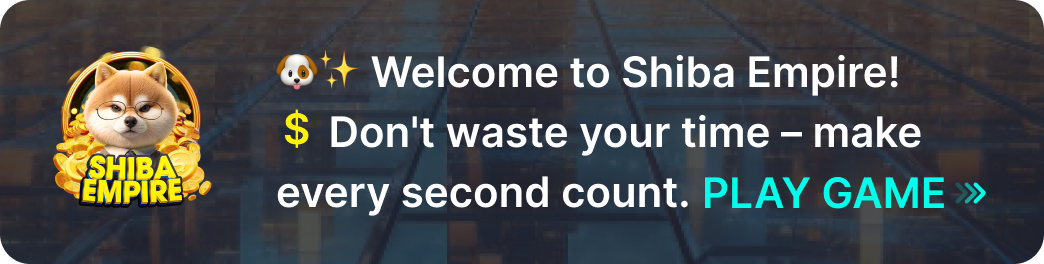 SHIBA
EMPIRE
🐶✨ Welcome to Shiba Empire!
$ Don't waste your time – make
every second count. PLAY GAME »